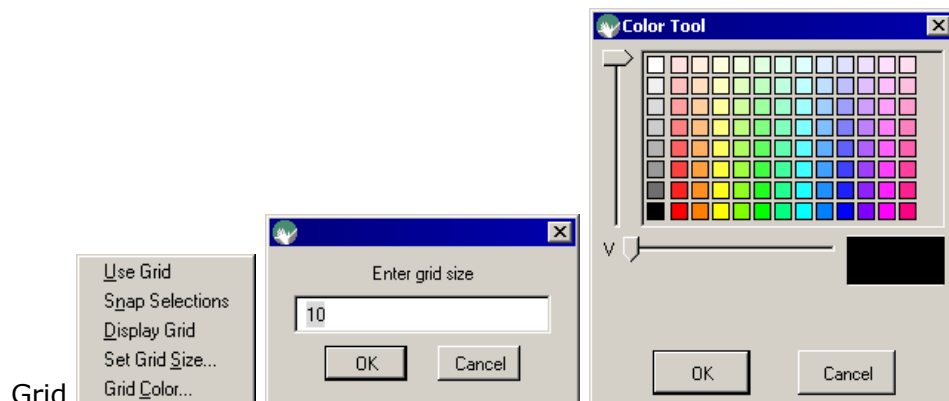 Color Tool
V
OK Cancel
Enter grid size
10
OK Cancel
Use Grid
Snap Selections
Display Grid
Set Grid Size...
Grid Color...
Grid